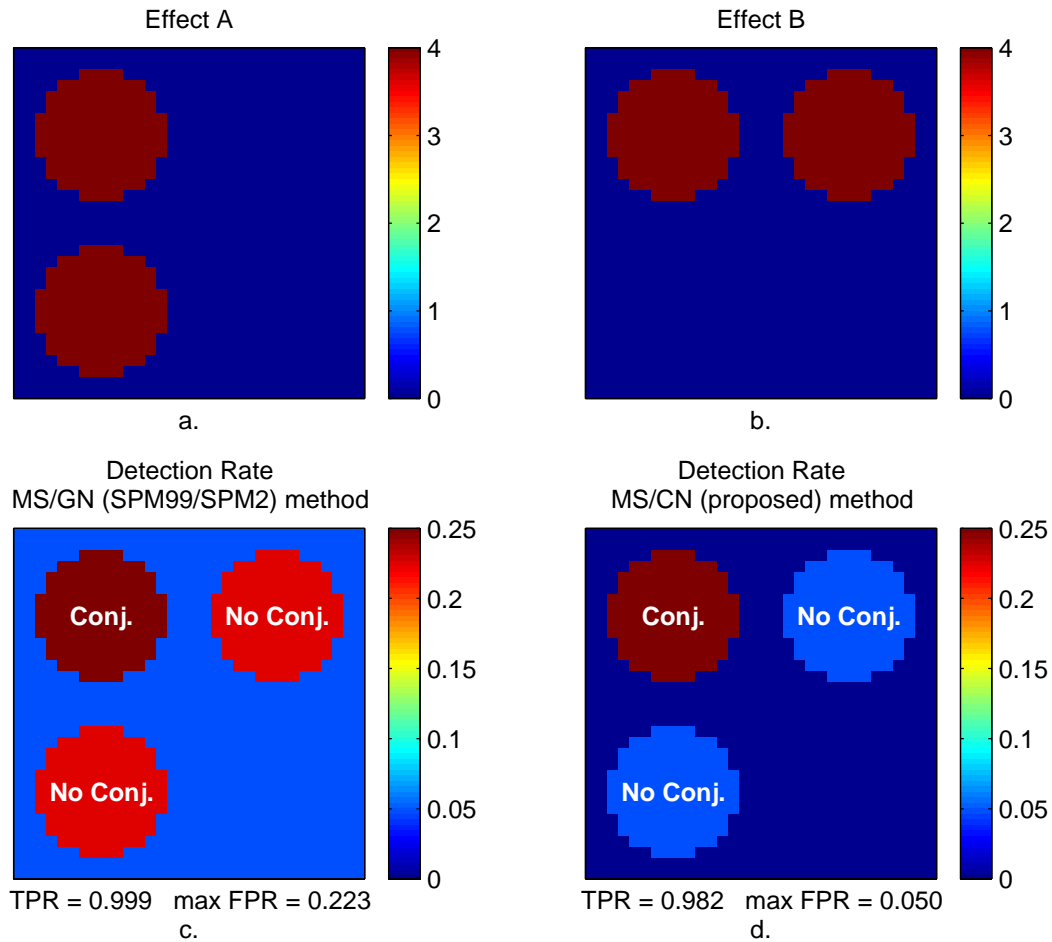 Effect A
4
3
2
1
0
a.
Effect B
4
3
2
1
0
b.
Detection Rate
MS/GN (SPM99/SPM2) method
Conj.
No Conj.
No Conj.
0.25
0.2
0.15
0.1
0.05
0
TPR = 0.999 max FPR = 0.223
c.
Detection Rate
MS/CN (proposed) method
Conj.
No Conj.
No Conj.
0.25
0.2
0.15
0.1
0.05
0
TPR = 0.982 max FPR = 0.050
d.